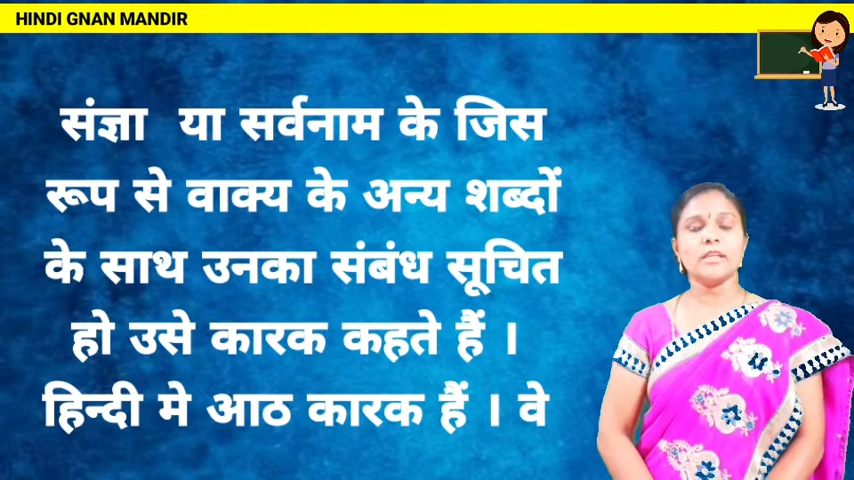 HINDI GNAN MANDIR
संज्ञा या सर्वनाम के जिस
रूप से वाक्य के अन्य शब्दों
के साथ उनका संबंध सूचित
हो उसे कारक कहते हैं ।
हिन्दी मे आठ कारक हैं । वे